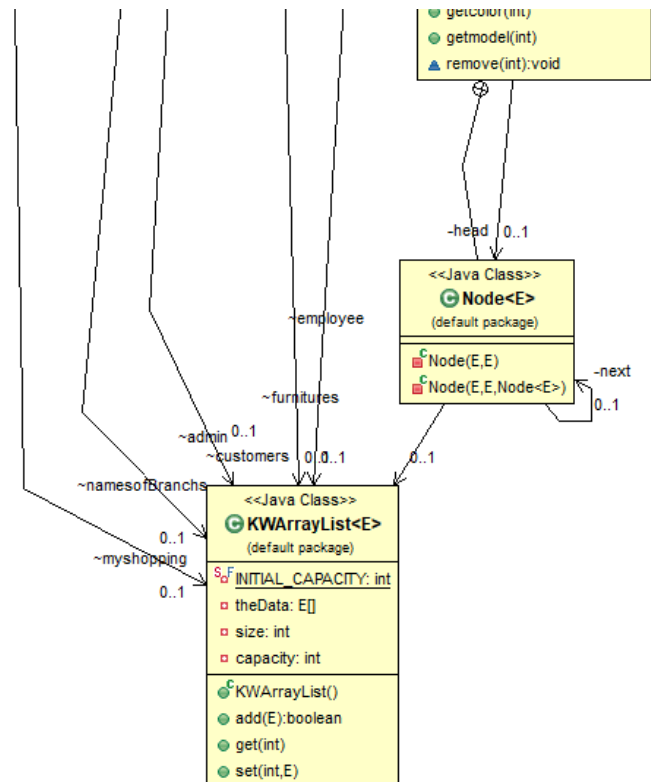 getcolor(int)
getmodel(int)
remove(int):void
-head
0..1
<<Java Class>>
Node<E>
(default package)
Node(E,E)
Node(E,E,Node<E>)
-next
0..1
~employee
~furnitures
~admin
0..1
~customers
0..1
0..1
~namesofBranchs
0..1
~myshopping
0..1
<<Java Class>>
KWArrayList<E>
(default package)
INITIAL_CAPACITY: int
theData: E[]
size: int
capacity: int
KWArrayList()
add(E):boolean
get(int)
set(int,E)